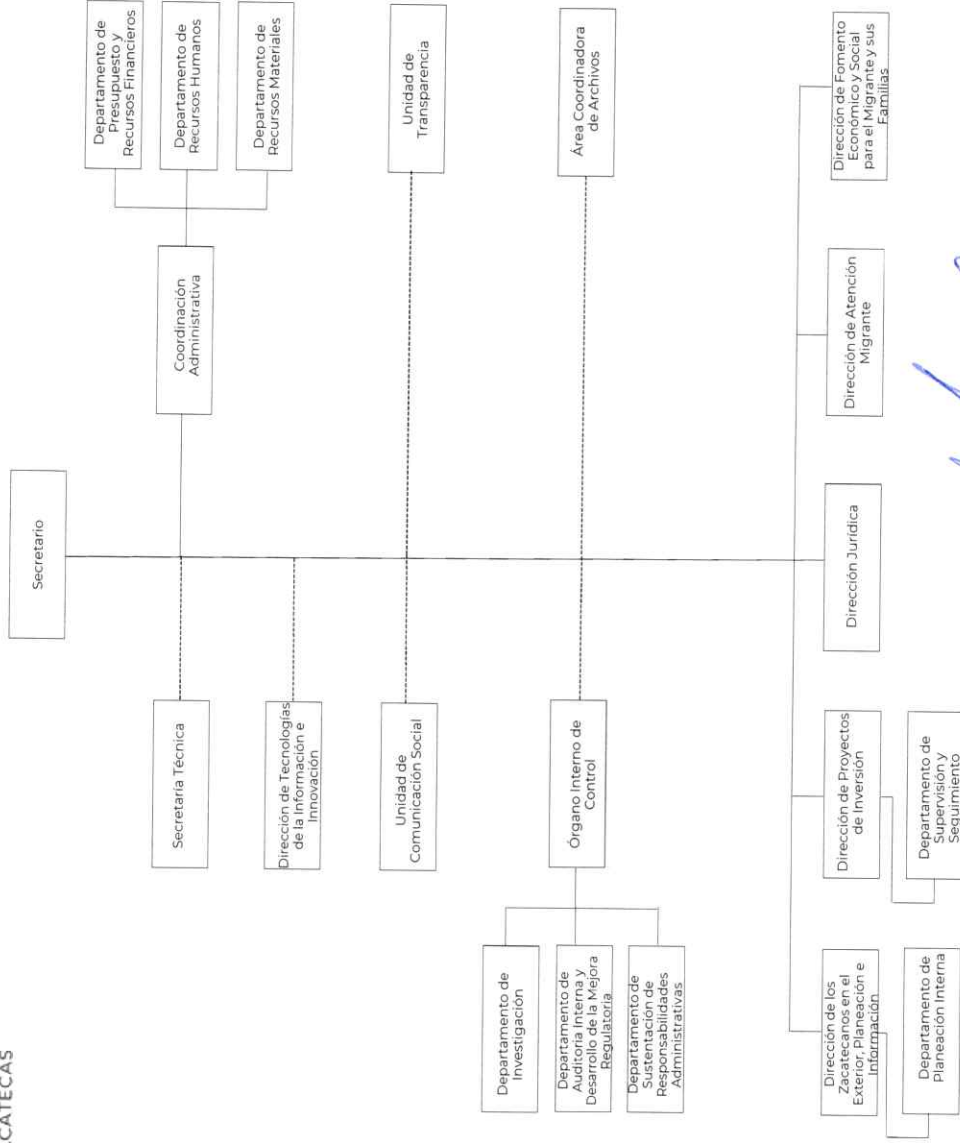 .CATECAS
Secretario
Departamento de
Presupuesto y
Recursos Financieros
Departamento de
Recursos Humanos
Departamento de
Recursos Materiales
Coordinación
Administrativa
Secretaria Técnica
Dirección de Tecnologías
de la Información e
Innovación
Unidad de
Comunicación Social
Unidad de
Transparencia
Órgano Interno de
Control
Área Coordinadora
de Archivos
Departamento de
Investigación
Departamento de
Auditoria Interna y
Desarrollo de la Mejora
Regulatoria
Departamento de
Sustentación de
Responsabilidades
Administrativas
Dirección de los
Zacatecanos en el
Exterior, Planeación e
Información
Departamento de
Planeación Interna
Dirección de Proyectos
de Inversión
Departamento de
Supervisión y
Seguimiento
Dirección Jurídica
Dirección de Atención
Migrante
Dirección de Fomento
Económico y Social
para el Migrante y sus
Familias